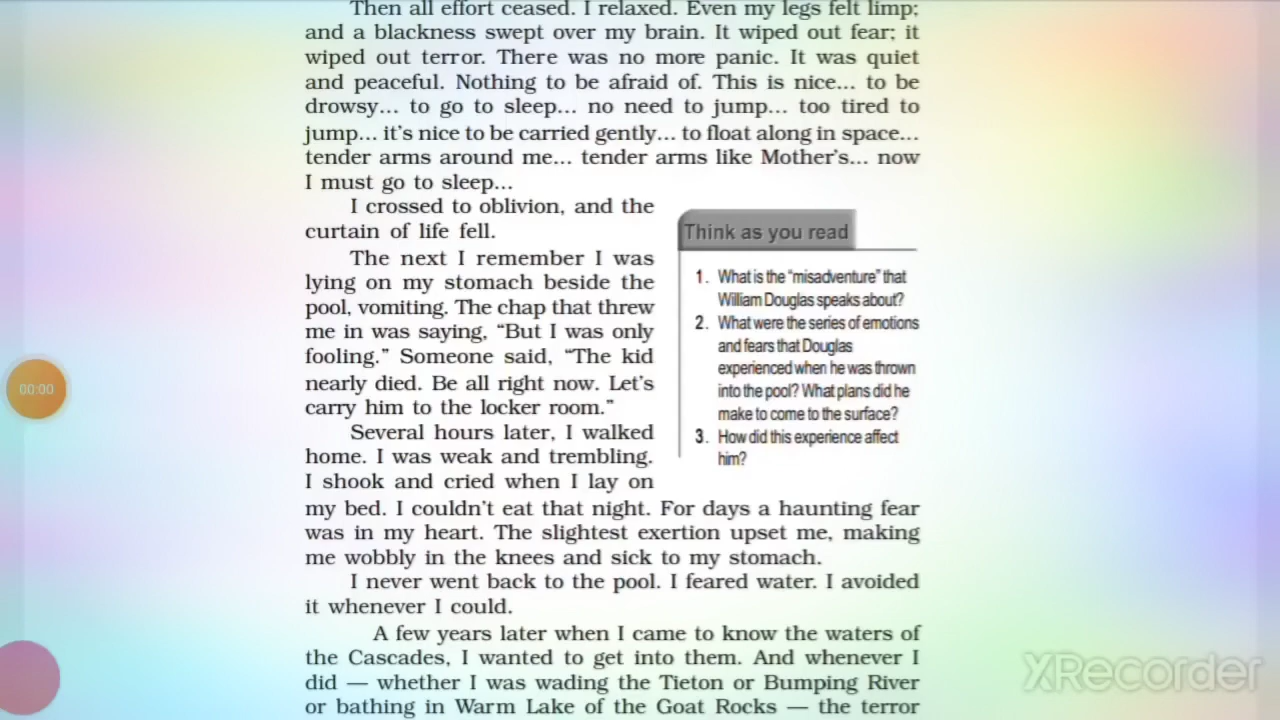 Then all effort ceased. I relaxed. Even my legs felt limp;
and a blackness swept over my brain. It wiped out fear; it
wiped out terror. There was no more panic. It was quiet
and peaceful. Nothing to be afraid of. This is nice... to be
drowsy... to go to sleep... no need to jump... too tired to
jump... it's nice to be carried gently... to float along in space...
tender arms around me... tender arms like Mother's... now
I must go to sleep...
I crossed to oblivion, and the
curtain of life fell.
The next I remember I was
lying on my stomach beside the
pool, vomiting. The chap that threw
me in was saying, “But I was only
fooling.” Someone said, “The kid
nearly died. Be all right now. Let's
carry him to the locker room.”
Several hours later, I walked
home. I was weak and trembling.
I shook and cried when I lay on
my bed. I couldn't eat that night. For days a haunting fear
was in my heart. The slightest exertion upset me, making
me wobbly in the knees and sick to my stomach.
I never went back to the pool. I feared water. I avoided
it whenever I could.
A few years later when I came to know the waters of
the Cascades, I wanted to get into them. And whenever I
did — whether I was wading the Tieton or Bumping River
or bathing in Warm Lake of the Goat Rocks — the terror
Think as you read
1. What is the “misadventure” that
William Douglas speaks about?
2. What were the series of emotions
and fears that Douglas
experienced when he was thrown
into the pool? What plans did he
make to come to the surface?
3. How did this experience affect
him?
00:00
XRecorder